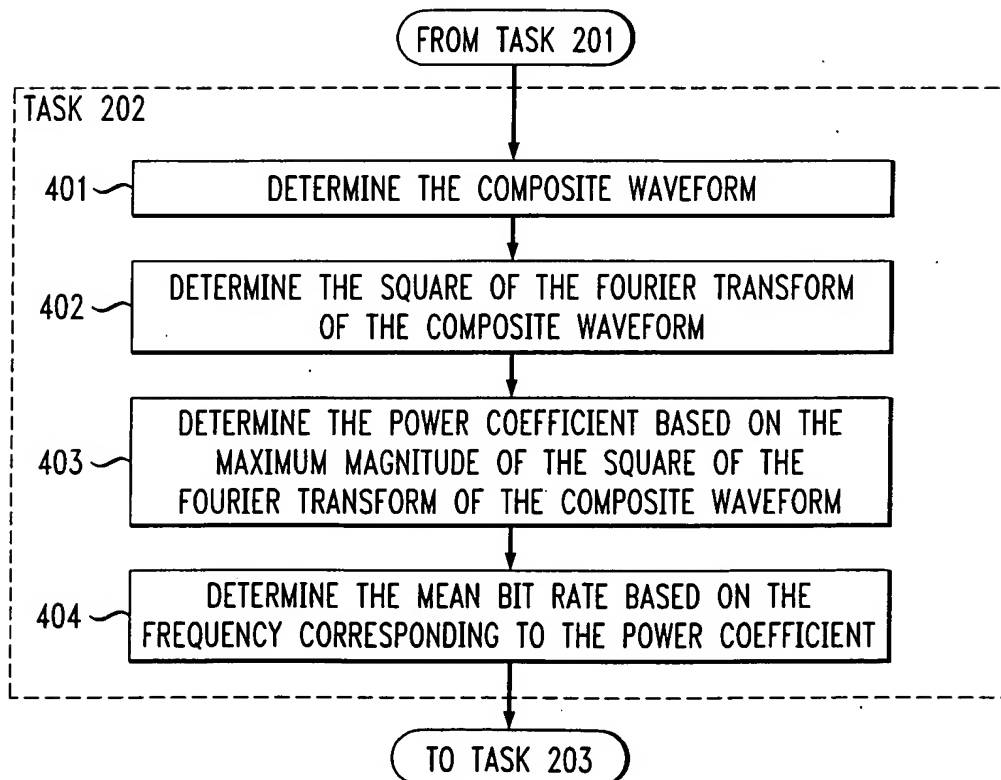 FROM TASK 201
TASK 202
401
DETERMINE THE COMPOSITE WAVEFORM
402
DETERMINE THE SQUARE OF THE FOURIER TRANSFORM
OF THE COMPOSITE WAVEFORM
403
DETERMINE THE POWER COEFFICIENT BASED ON THE
MAXIMUM MAGNITUDE OF THE SQUARE OF THE
FOURIER TRANSFORM OF THE COMPOSITE WAVEFORM
404
DETERMINE THE MEAN BIT RATE BASED ON THE
FREQUENCY CORRESPONDING TO THE POWER COEFFICIENT
TO TASK 203